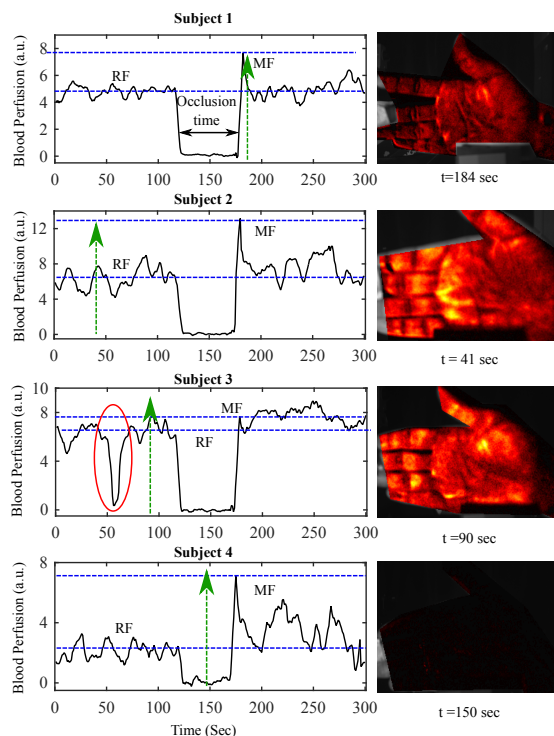 Subject 1
Blood Perfusion (a.u.)
8
4
0
RF
MF
Occlusion
time
0 50 100 150 200 250 300
t=184 sec
Subject 2
Blood Perfusion (a.u.)
12
8
4
0
RF
MF
0 50 100 150 200 250 300
t = 41 sec
Subject 3
Blood Perfusion (a.u.)
10
8
4
0
MF
RF
0 50 100 150 200 250 300
t =90 sec
Subject 4
Blood Perfusion (a.u.)
8
4
0
RF
MF
0 50 100 150 200 250 300
Time (Sec)
t=150 sec